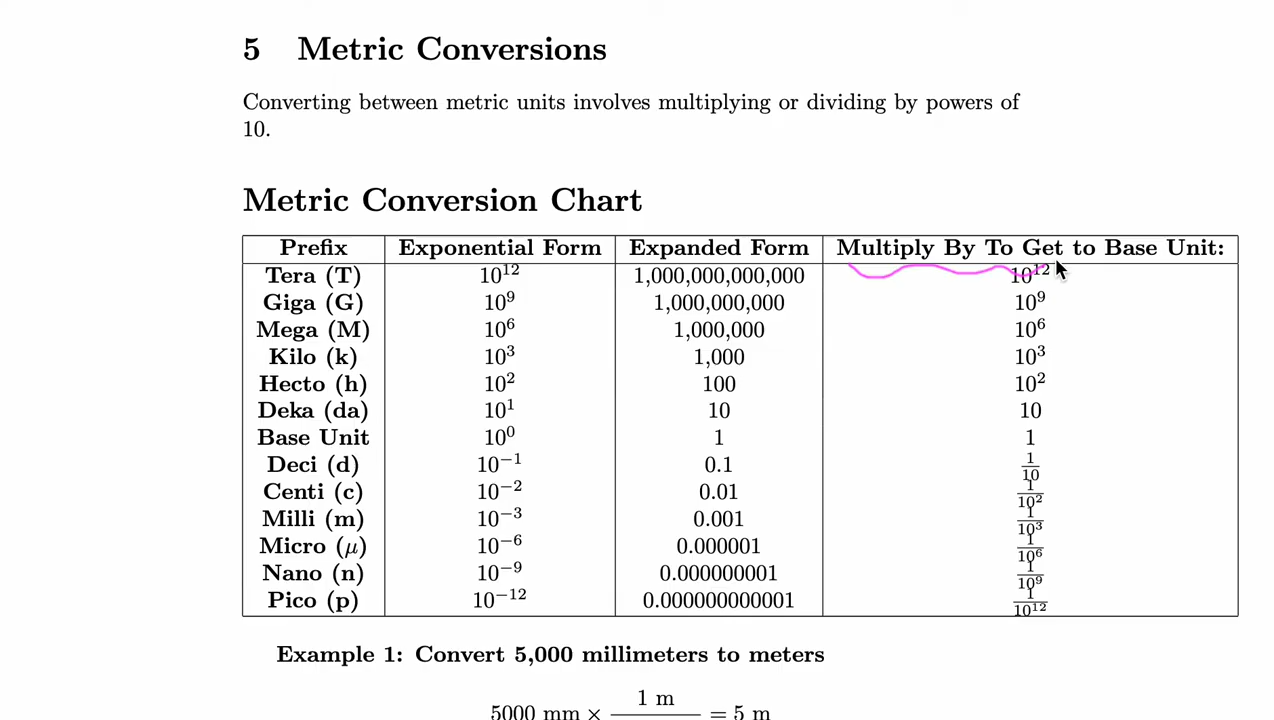 5 Metric Conversions
Converting between metric units involves multiplying or dividing by powers of
10.
Metric Conversion Chart
Prefix Exponential Form Expanded Form Multiply By To Get to Base Unit:
Tera (T) 10^12 1,000,000,000,000 10^12
Giga (G) 10^9 1,000,000,000 10^9
Mega (M) 10^6 1,000,000 10^6
Kilo (k) 10^3 1,000 10^3
Hecto (h) 10^2 100 10^2
Deka (da) 10^1 10 10
Base Unit 10^0 1 1
Deci (d) 10^−1 0.1 1/10
Centi (c) 10^−2 0.01 1/10^2
Milli (m) 10^−3 0.001 1/10^3
Micro (μ) 10^−6 0.000001 1/10^6
Nano (n) 10^−9 0.000000001 1/10^9
Pico (p) 10^−12 0.000000000001 1/10^12
Example 1: Convert 5,000 millimeters to meters
1 m
5000 mm × = 5 m